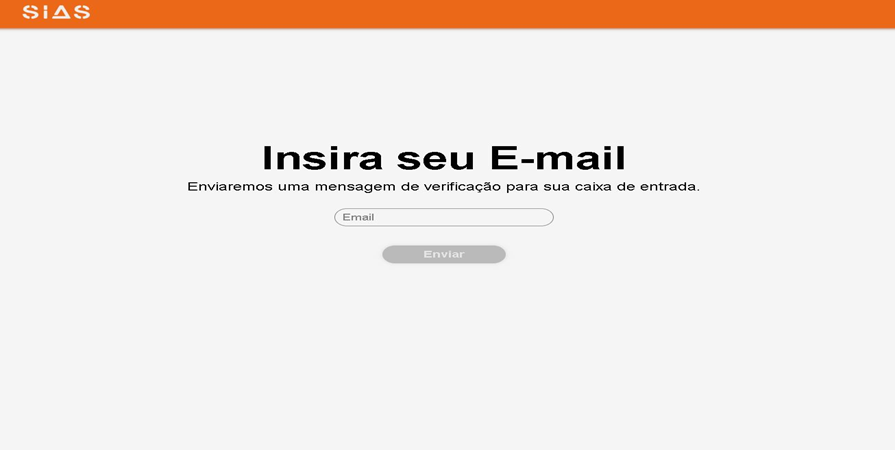 SIAS
Insira seu E-mail
Enviaremos uma mensagem de verificação para sua caixa de entrada.
Email
Enviar